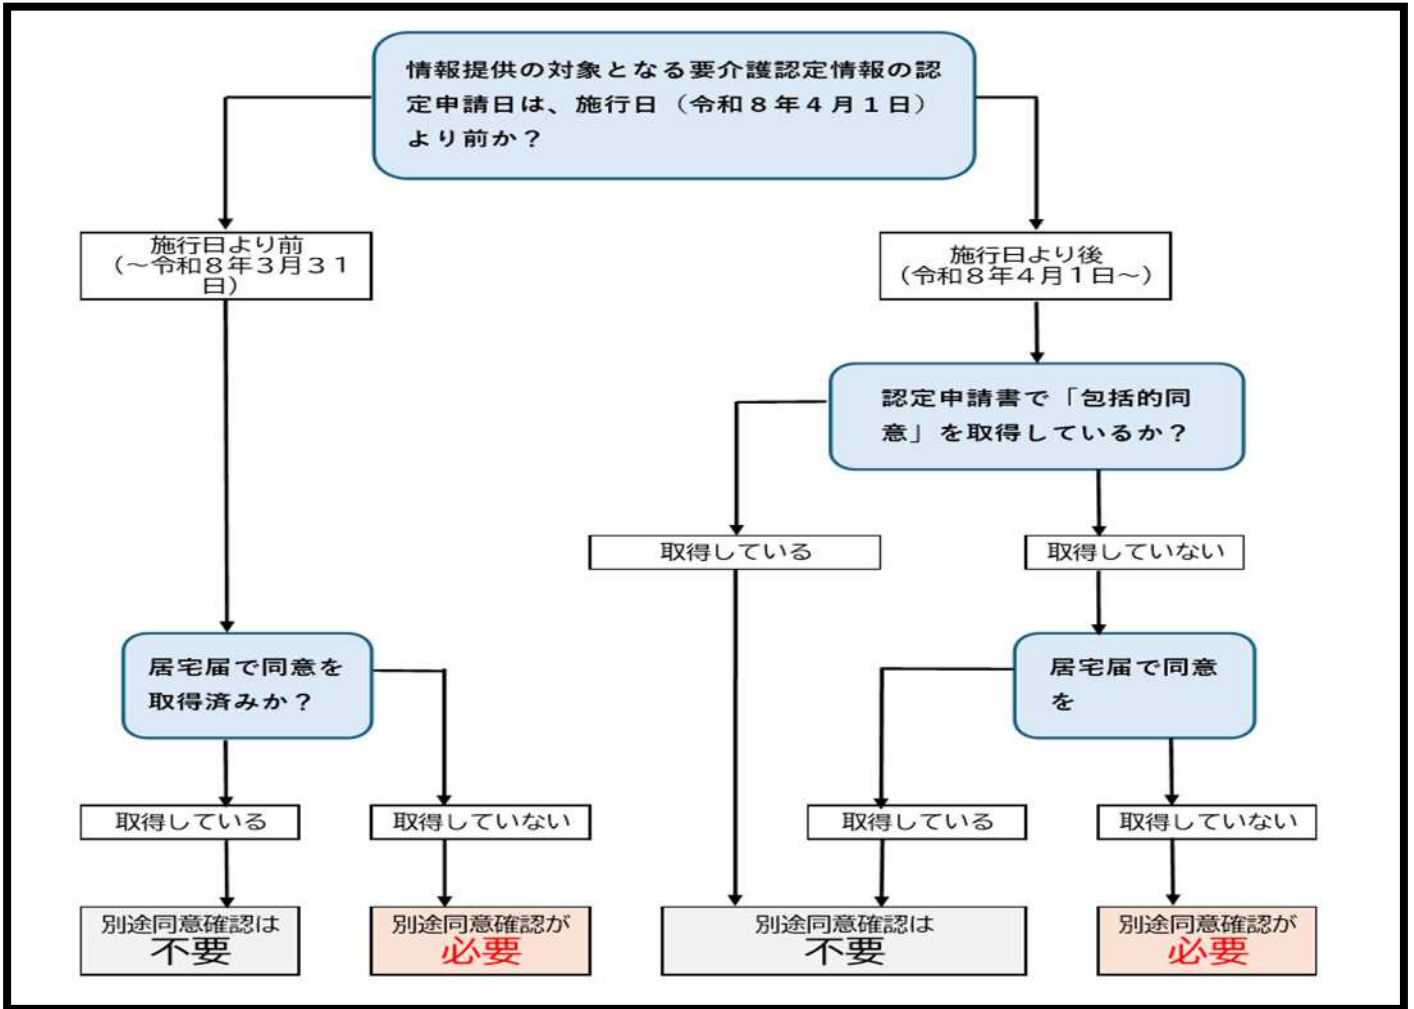 情報提供の対象となる要介護認定情報の認
定申請日は、施行日（令和８年４月１日）
より前か？
施行日より前
（～令和８年３月３１
日）
施行日より後
（令和８年４月１日～）
認定申請書で「包括的同
意」を取得しているか？
取得している
取得していない
居宅届で同意を
取得済みか？
居宅届で同意
を
取得している
取得していない
取得している
取得していない
別途同意確認は
不要
別途同意確認が
必要
別途同意確認は
不要
別途同意確認が
必要